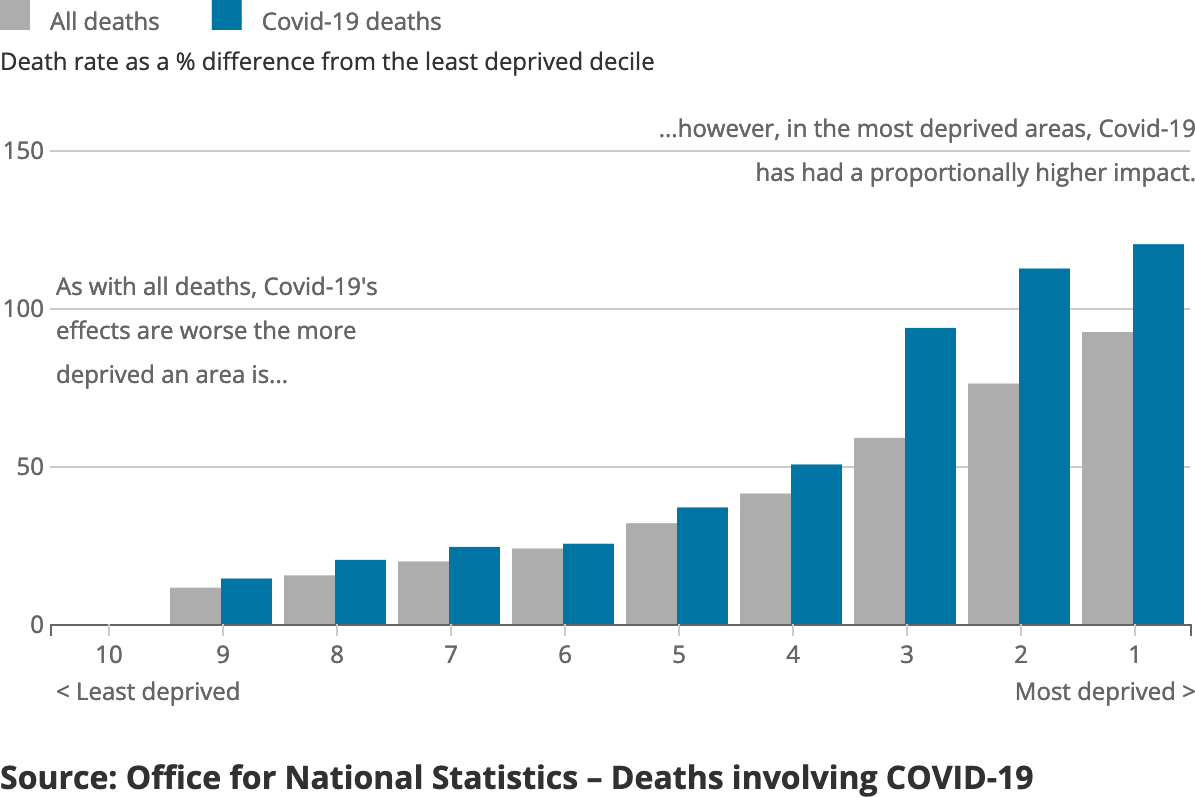 All deaths Covid-19 deaths
Death rate as a % difference from the least deprived decile
...however, in the most deprived areas, Covid-19
150
has had a proportionally higher impact.
As with all deaths, Covid-19's
100
effects are worse the more
deprived an area is...
50
0
10 9 8 7 6 5 4 3 2 1
< Least deprived Most deprived >
Source: Office for National Statistics – Deaths involving COVID-19